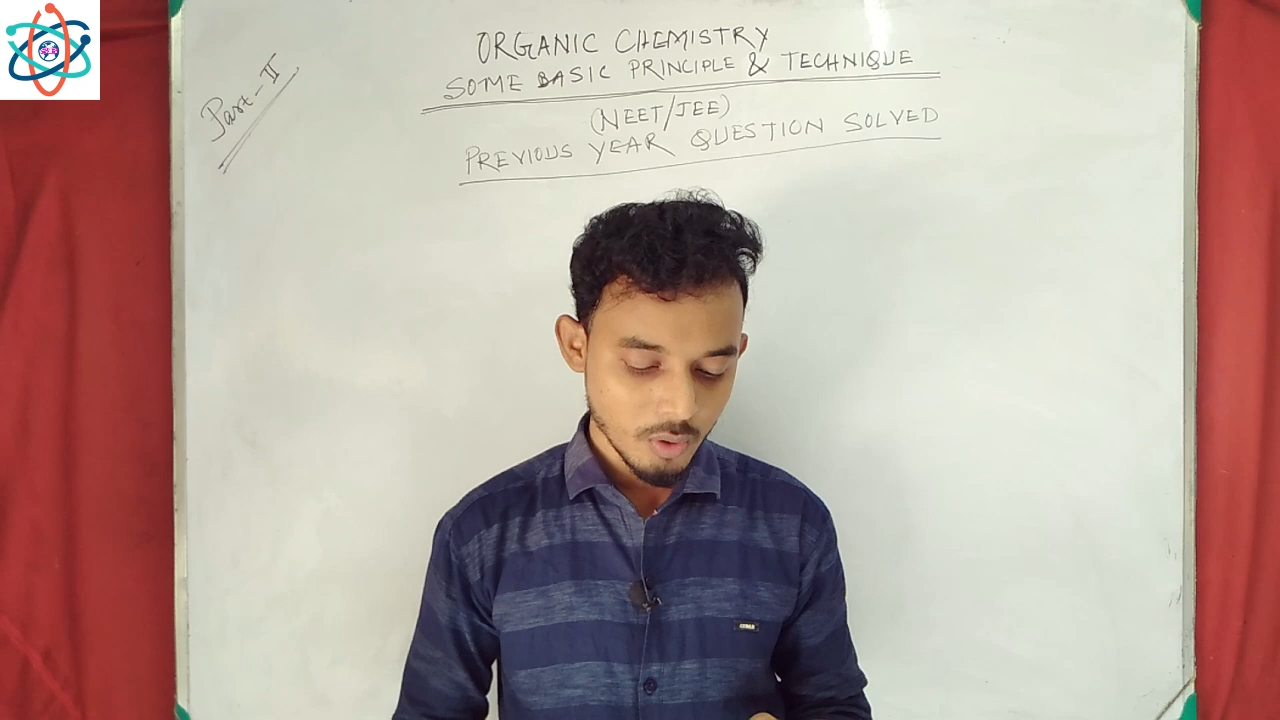 Part-II
ORGANIC CHEMISTRY
SOME BASIC PRINCIPLE & TECHNIQUE
(NEET/JEE)
PREVIOUS YEAR QUESTION SOLVED